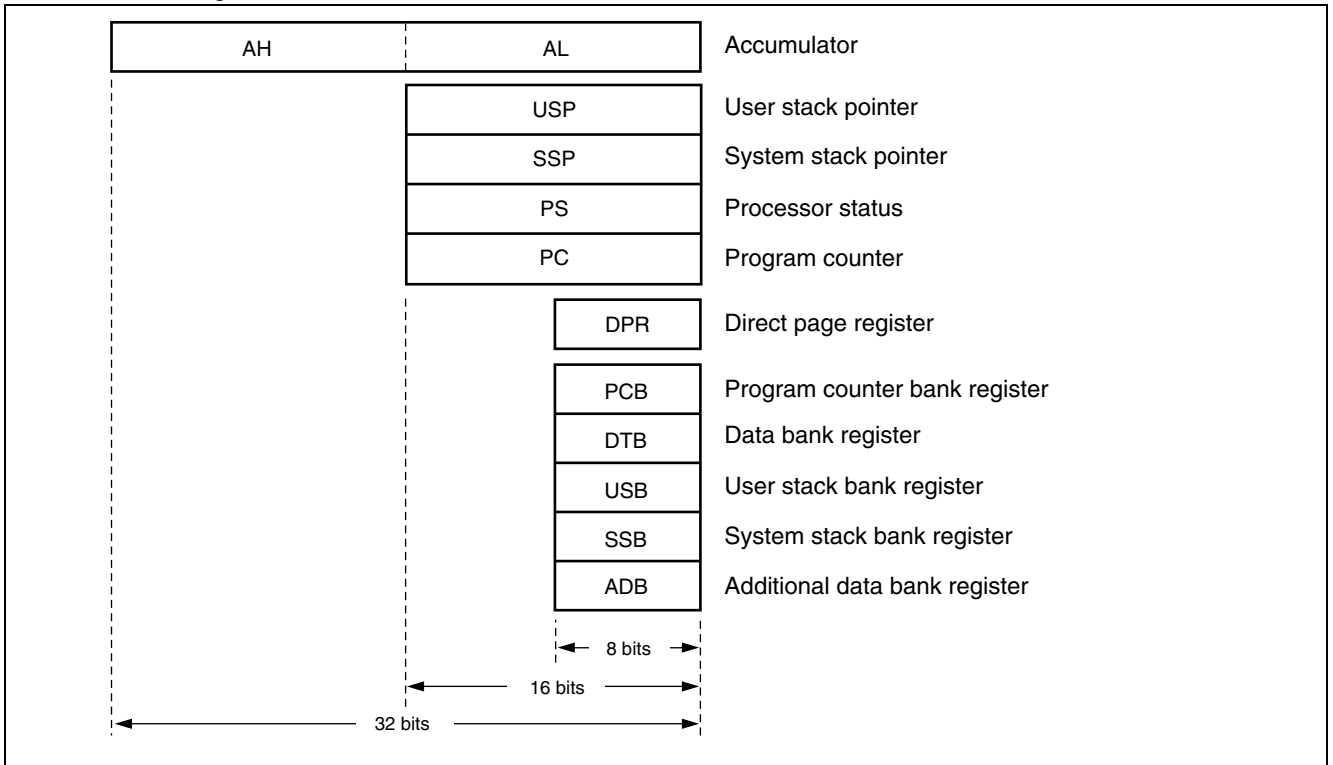 AH AL Accumulator
USP User stack pointer
SSP System stack pointer
PS Processor status
PC Program counter
DPR Direct page register
PCB Program counter bank register
DTB Data bank register
USB User stack bank register
SSB System stack bank register
ADB Additional data bank register
8 bits
16 bits
32 bits